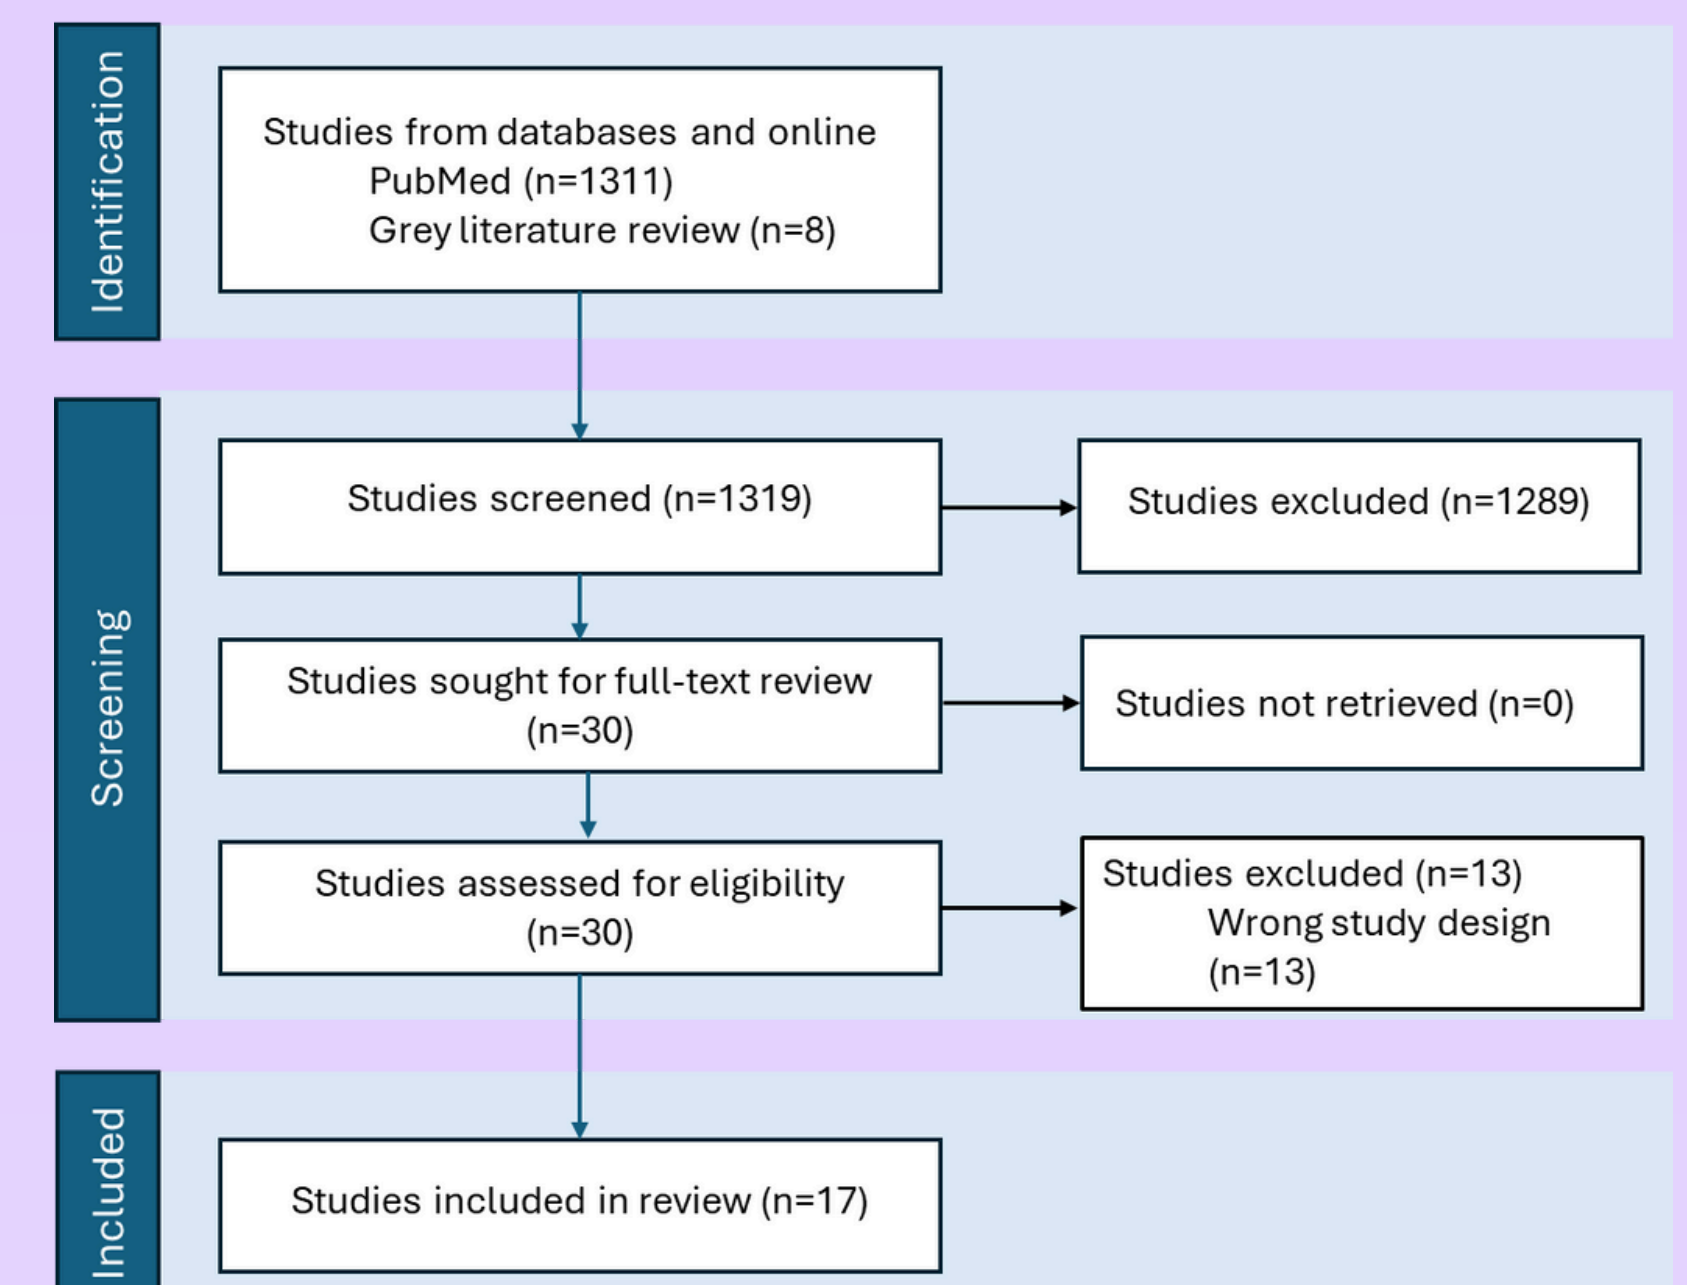 Identification
Studies from databases and online
PubMed (n=1311)
Grey literature review (n=8)
Screening
Studies screened (n=1319)
Studies excluded (n=1289)
Studies sought for full-text review
(n=30)
Studies not retrieved (n=0)
Studies assessed for eligibility
(n=30)
Studies excluded (n=13)
Wrong study design
(n=13)
Included
Studies included in review (n=17)